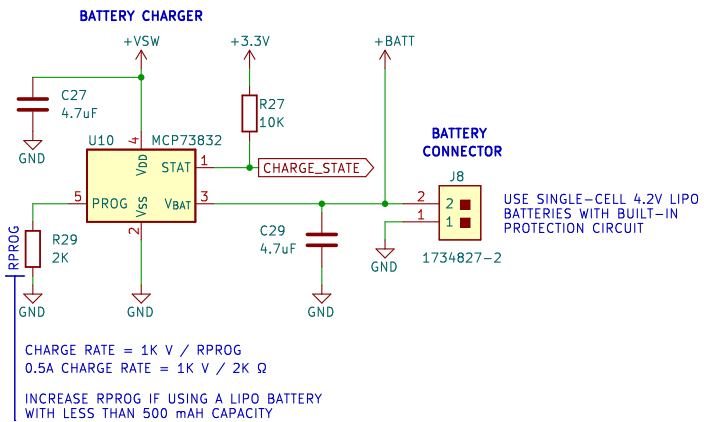 BATTERY CHARGER
+VSW
+3.3V
+BATT
C27
4.7uF
GND
R27
10K
U10
MCP73832
4
VDD
STAT
1
CHARGE_STATE
5
PROG
VSS
VBAT
3
2
BATTERY
CONNECTOR
J8
2
2
1
1
1734827-2
USE SINGLE-CELL 4.2V LIPO
BATTERIES WITH BUILT-IN
PROTECTION CIRCUIT
RPROG
R29
2K
C29
4.7uF
GND
GND
GND
GND
CHARGE RATE = 1K V / RPROG
0.5A CHARGE RATE = 1K V / 2K Ω
INCREASE RPROG IF USING A LIPO BATTERY
WITH LESS THAN 500 mAH CAPACITY